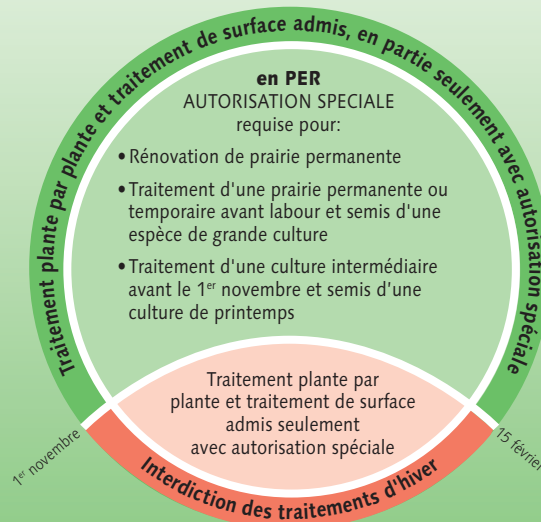 Traitement plante par plante et traitement de surface admis, en partie seulement avec autorisation spéciale
en PER
AUTORISATION SPECIALE
requise pour:
• Rénovation de prairie permanente
• Traitement d'une prairie permanente ou
temporaire avant labour et semis d'une
espèce de grande culture
• Traitement d'une culture intermédiaire
avant le 1er novembre et semis d'une
culture de printemps
Traitement plante par
plante et traitement de surface
admis seulement
avec autorisation spéciale
1er novembre
15 février
Interdiction des traitements d'hiver